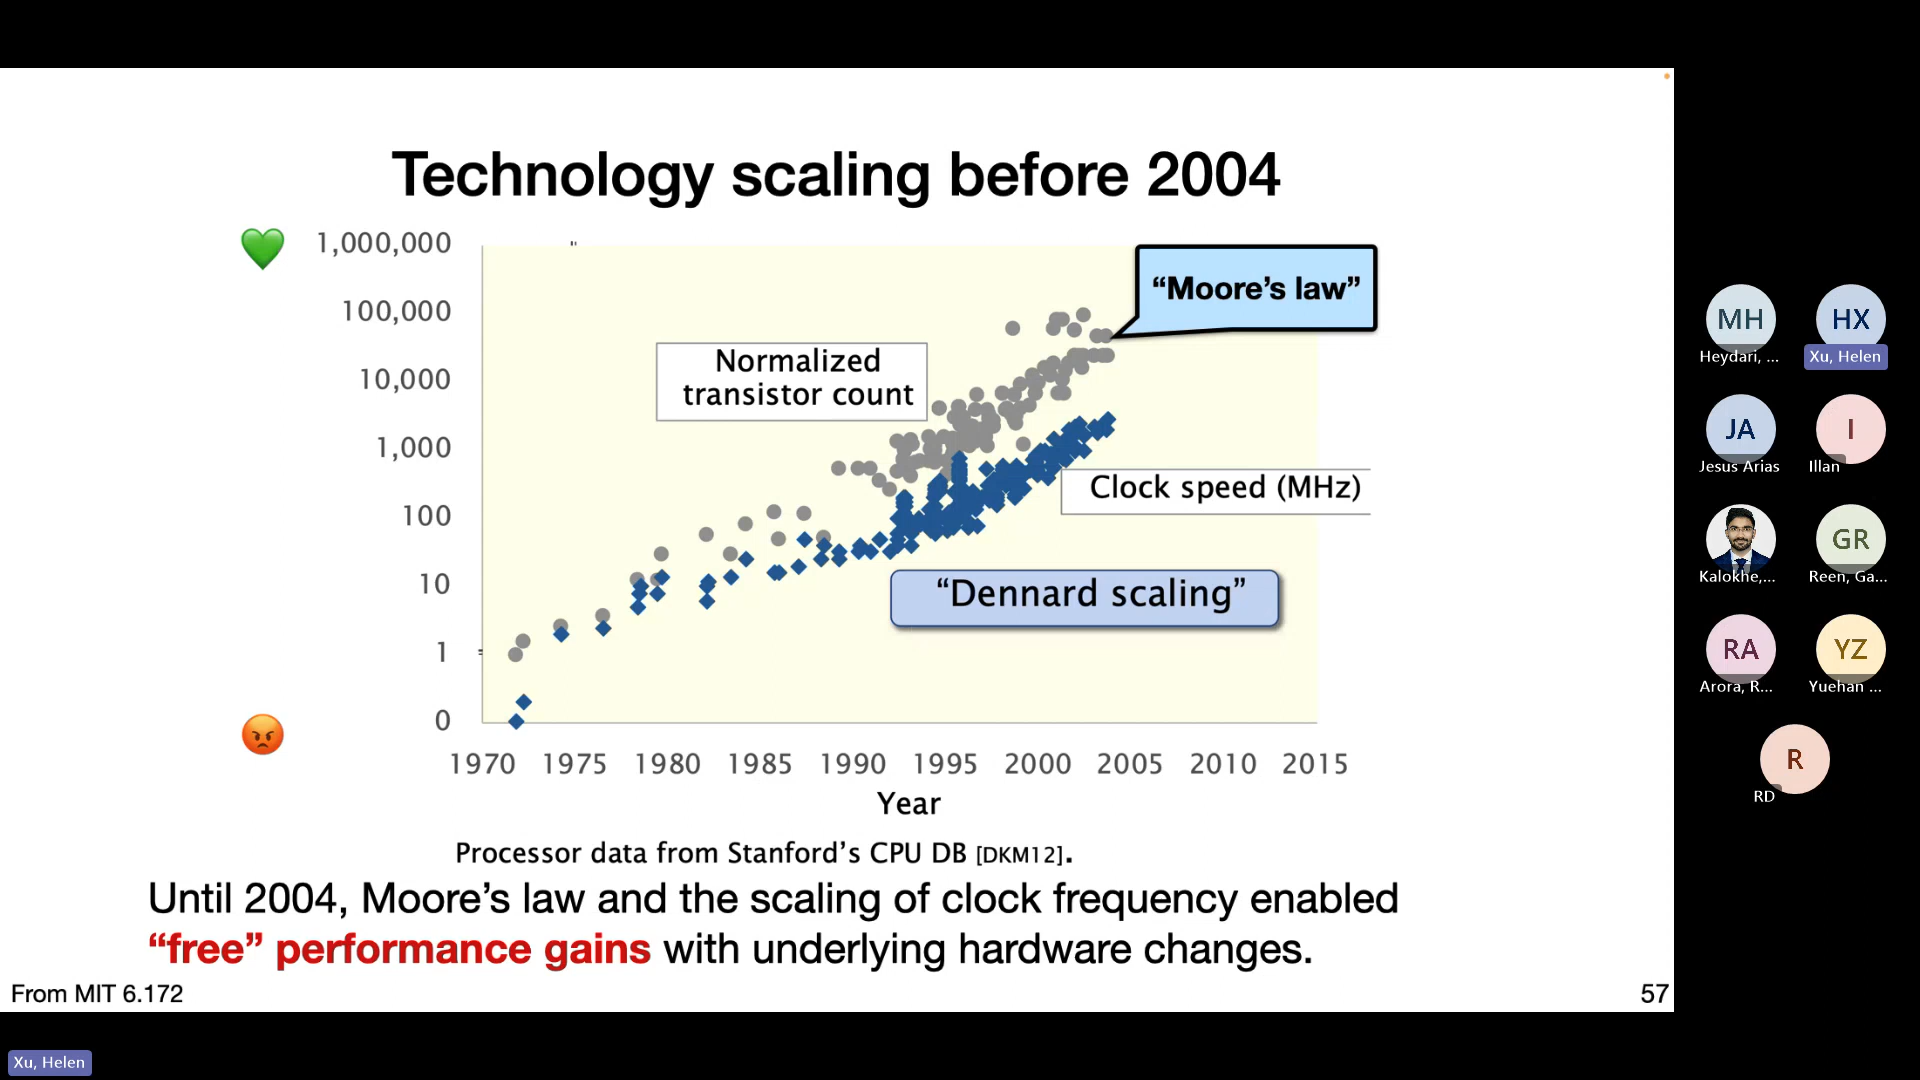 Technology scaling before 2004
1,000,000
100,000
10,000
1,000
100
10
1
0
"
“Moore’s law”
Normalized
transistor count
Clock speed (MHz)
“Dennard scaling”
1970 1975 1980 1985 1990 1995 2000 2005 2010 2015
Year
Processor data from Stanford’s CPU DB [DKM12].
Until 2004, Moore’s law and the scaling of clock frequency enabled
“free” performance gains with underlying hardware changes.
From MIT 6.172
57
MH
Heydari, ...
HX
Xu, Helen
JA
Jesus Arias
I
Illan
Kalokhe,...
GR
Reen, Ga...
RA
Arora, R...
YZ
Yuehan ...
R
RD
Xu, Helen